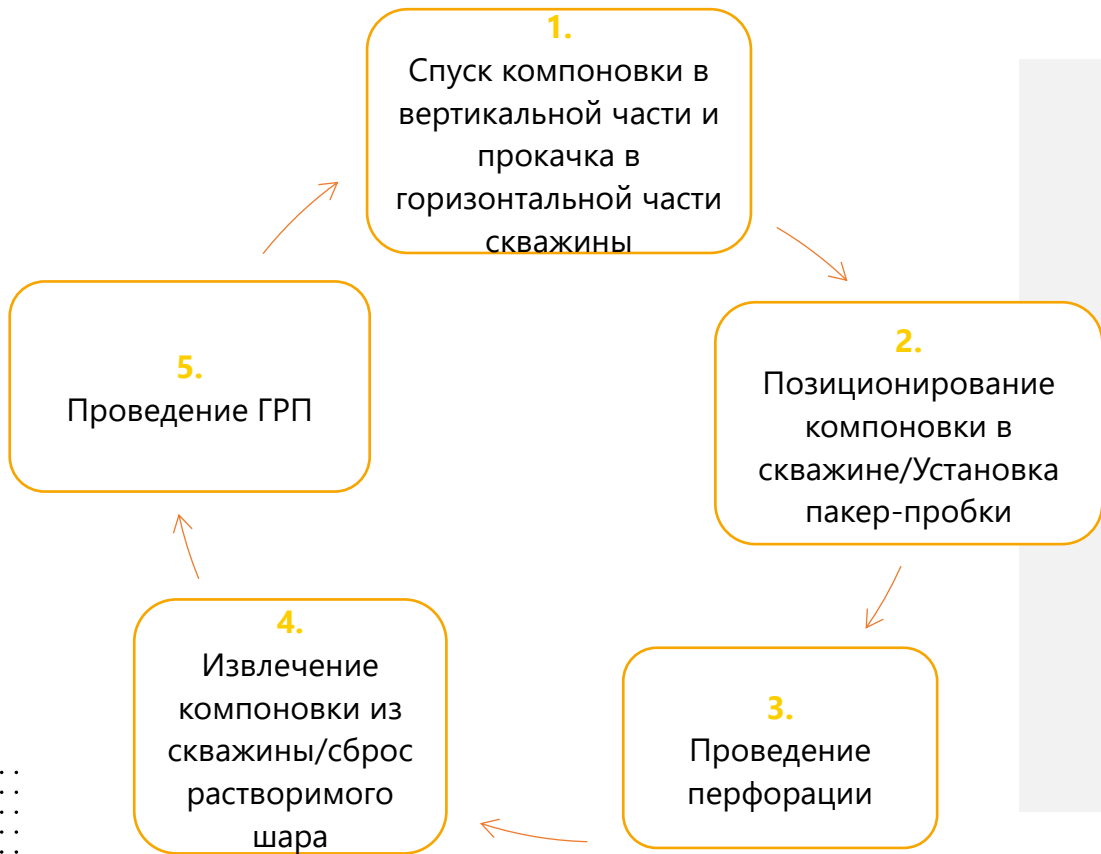 1.
Спуск компоновки в
вертикальной части и
прокачка в
горизонтальной части
скважины
2.
Позиционирование
компоновки в
скважине/Установка
пакер-пробки
3.
Проведение
перфорации
4.
Извлечение
компоновки из
скважины/сброс
растворимого
шара
5.
Проведение ГРП